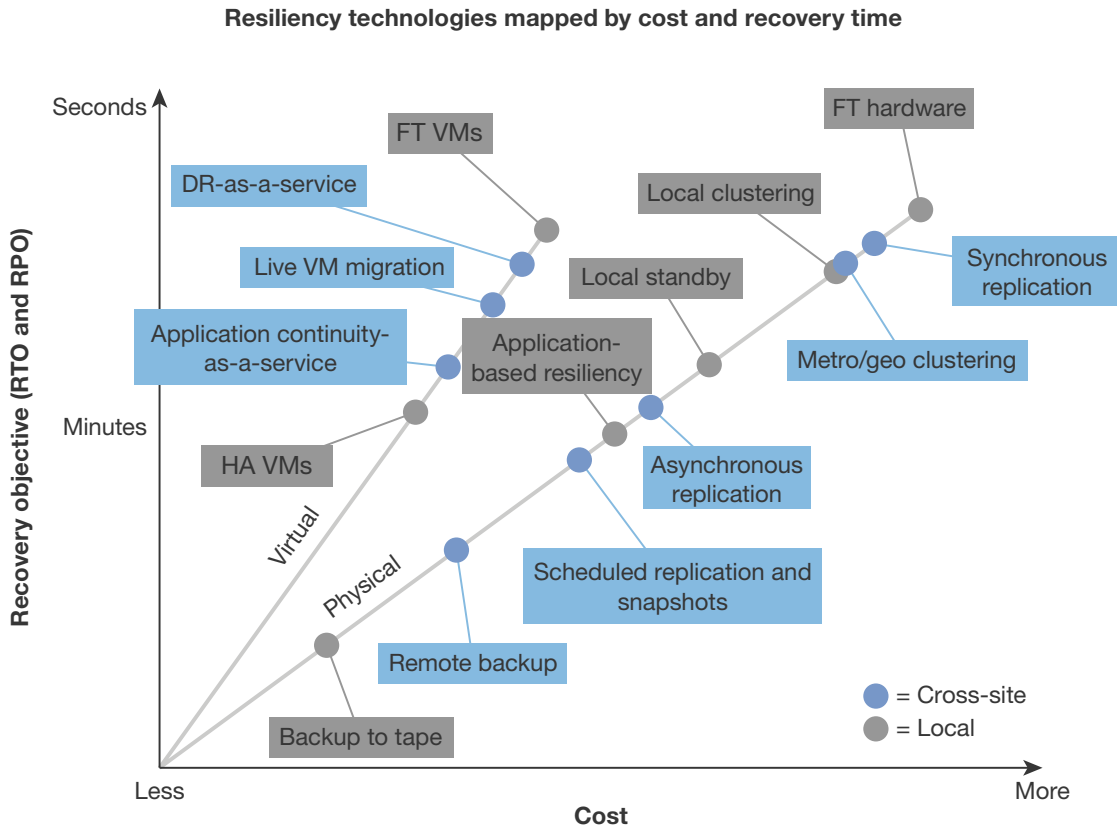 Resiliency technologies mapped by cost and recovery time
Seconds
FT hardware
FT VMs
DR-as-a-service
Local clustering
Live VM migration
Local standby
Synchronous
replication
Application continuity-
as-a-service
Application-
based resiliency
Metro/geo clustering
Minutes
HA VMs
Asynchronous
replication
Virtual
Physical
Scheduled replication and
snapshots
Remote backup
Backup to tape
= Cross-site
= Local
Recovery objective (RTO and RPO)
Less
More
Cost